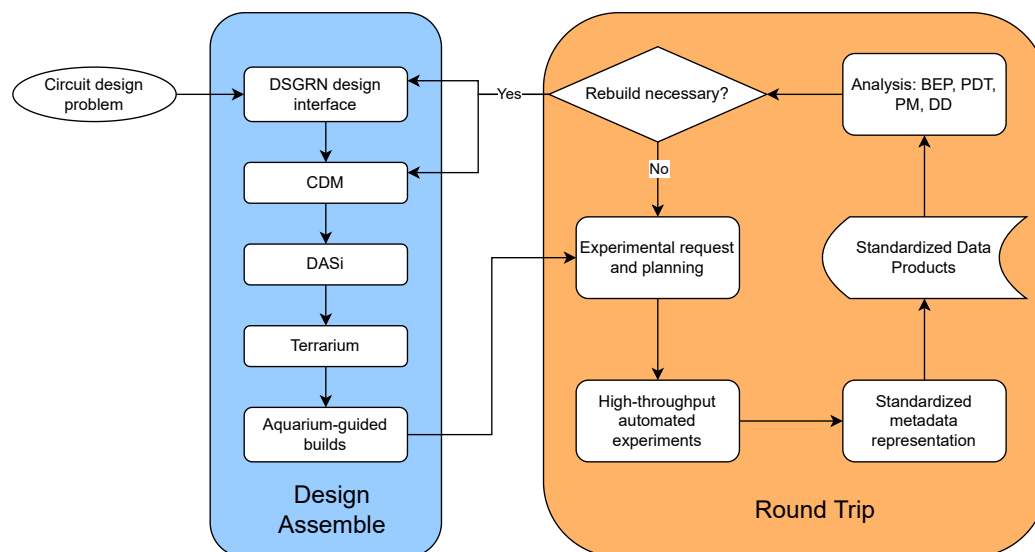 Circuit design
problem
DSGRN design
interface
CDM
DASi
Terrarium
Aquarium-guided
builds
Design
Assemble
Yes
Rebuild necessary?
No
Analysis: BEP, PDT,
PM, DD
Experimental request
and planning
Standardized Data
Products
High-throughput
automated
experiments
Standardized
metadata
representation
Round Trip